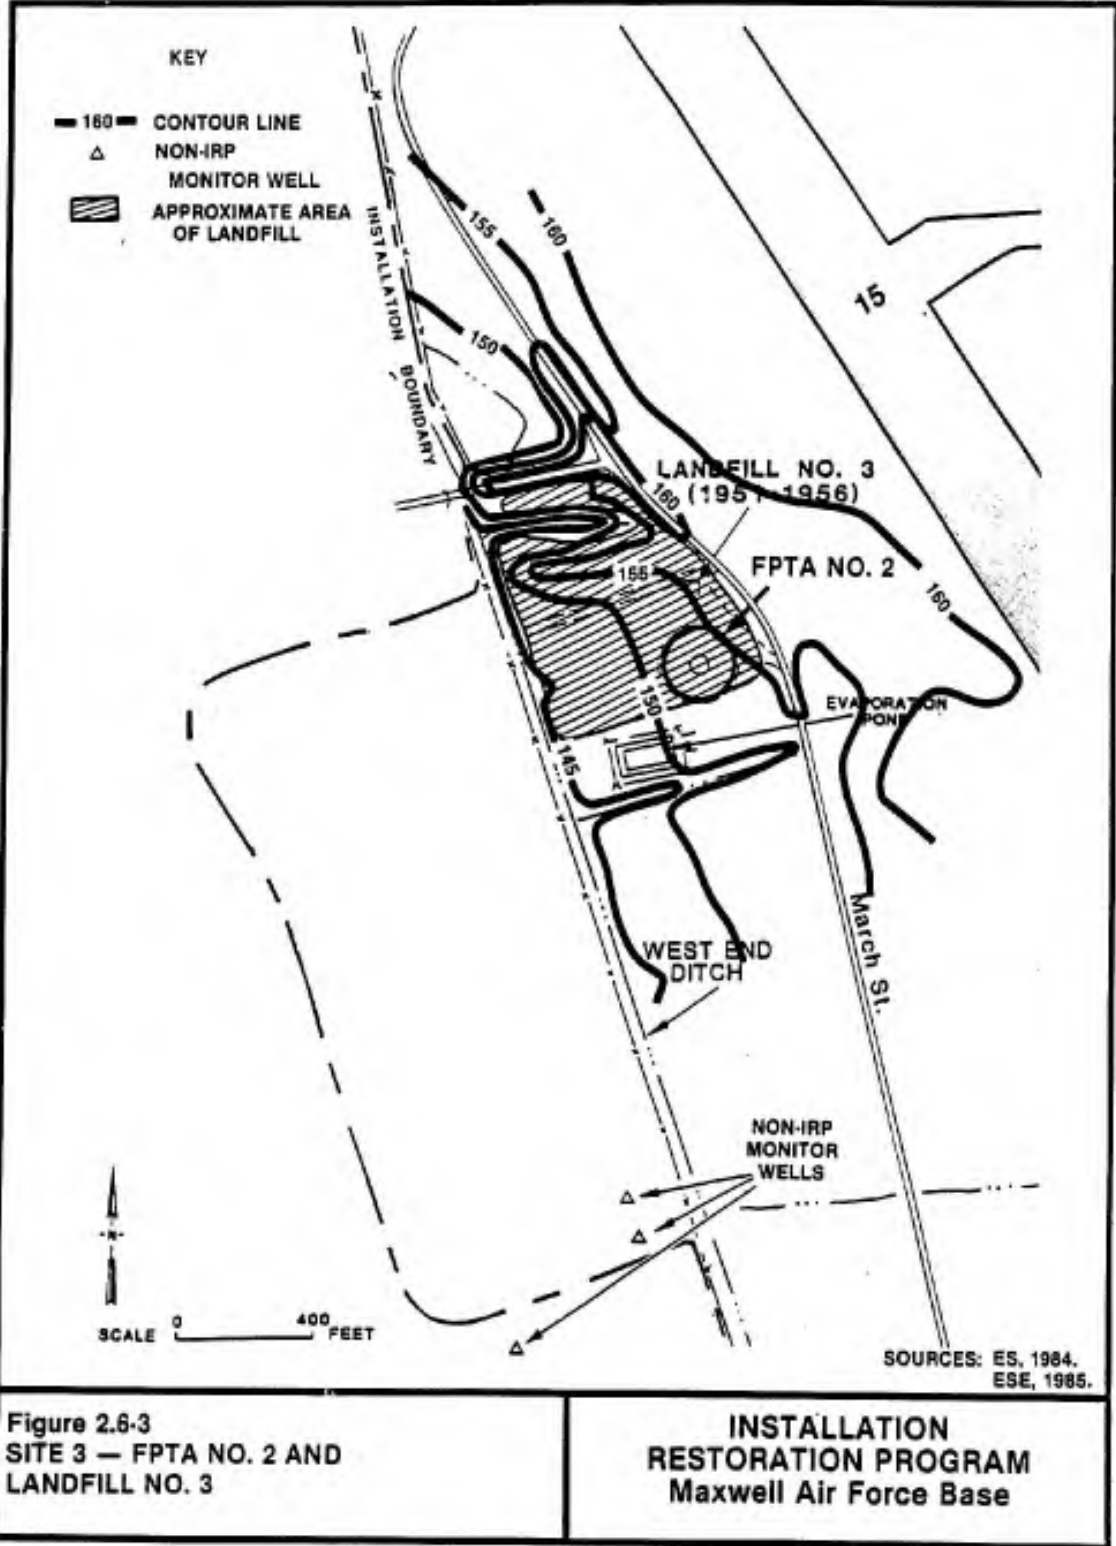 KEY
160 CONTOUR LINE
NON-IRP
MONITOR WELL
APPROXIMATE AREA
OF LANDFILL
INSTALLATION BOUNDARY
155
160
150
15
LANDFILL NO. 3
(1951-1956)
160
FPTA NO. 2
155
160
150
EVAPORATION
POND
145
March St.
WEST END
DITCH
NON-IRP
MONITOR
WELLS
N
0 400
SCALE FEET
SOURCES: ES, 1984.
ESE, 1985.
Figure 2.6-3
SITE 3 — FPTA NO. 2 AND
LANDFILL NO. 3
INSTALLATION
RESTORATION PROGRAM
Maxwell Air Force Base